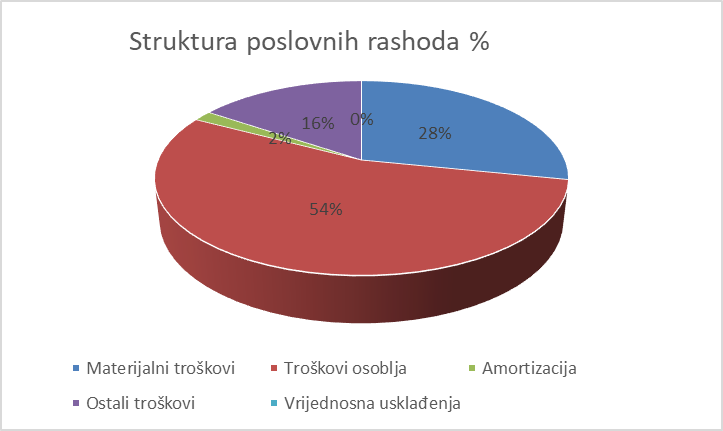 Struktura poslovnih rashoda %
16%
0%
28%
2%
54%
Materijalni troškovi
Troškovi osoblja
Amortizacija
Ostali troškovi
Vrijednosna usklađenja